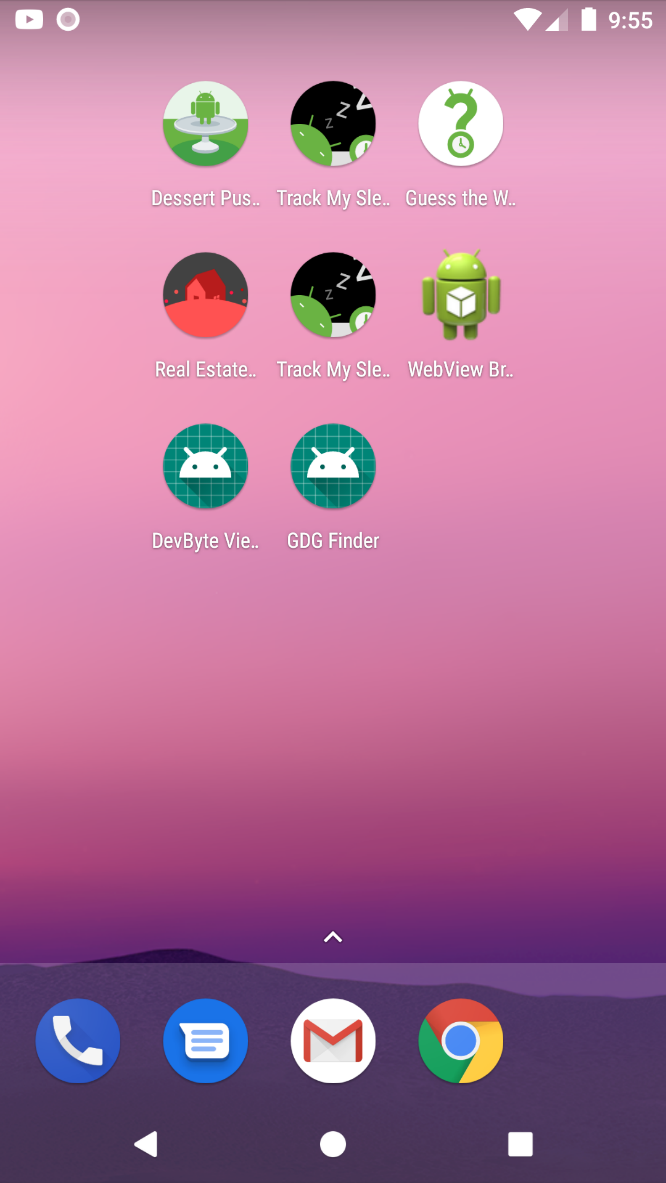 9:55
Dessert Pus..
Track My Sle..
Guess the W..
Real Estate..
Track My Sle..
WebView Br..
DevByte Vie..
GDG Finder